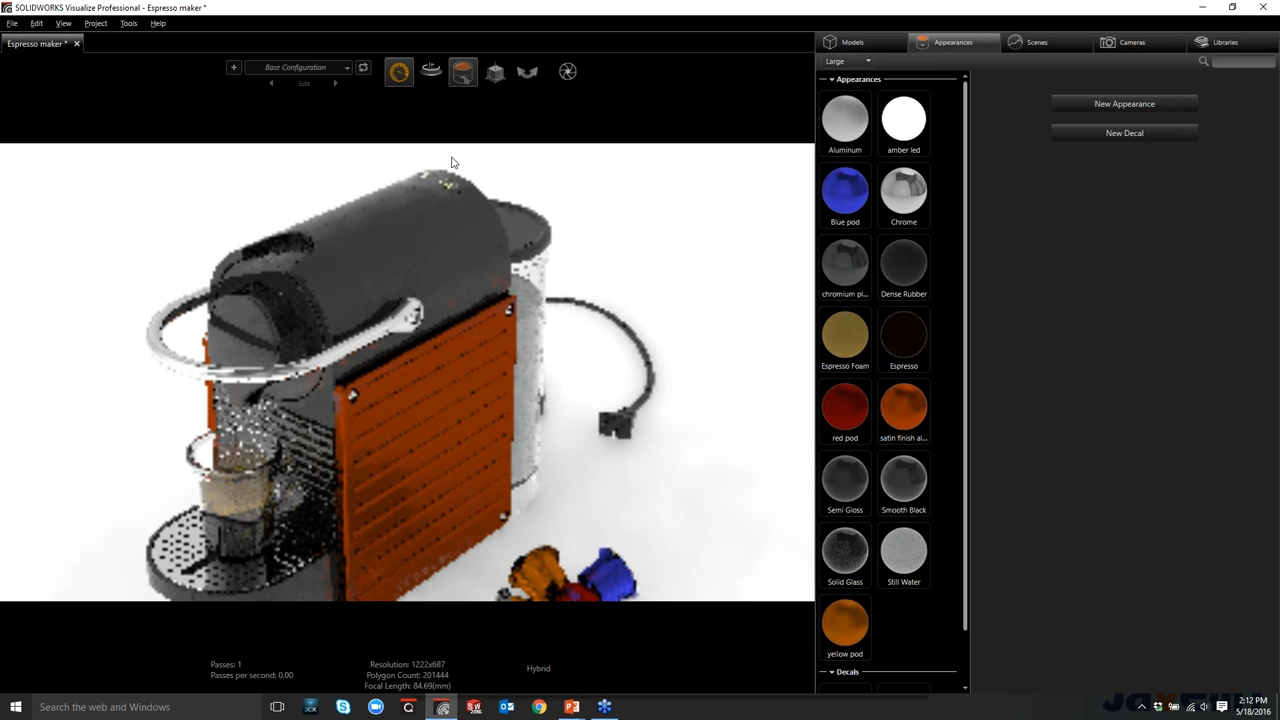 SOLIDWORKS Visualize Professional - Espresso maker *
File Edit View Project Tools Help
Espresso maker *
Base Configuration
Edit
Models Appearances Scenes Cameras Libraries
Large
Appearances
New Appearance
New Decal
Aluminum amber led
Blue pod Chrome
chromium pl... Dense Rubber
Espresso Foam Espresso
red pod satin finish al...
Semi Gloss Smooth Black
Solid Glass Still Water
yellow pod
Decals
Passes: 1
Passes per second: 0.00
Resolution: 1222x687
Polygon Count: 201444
Focal Length: 84.69(mm)
Hybrid
Search the web and Windows
2:12 PM
5/18/2016